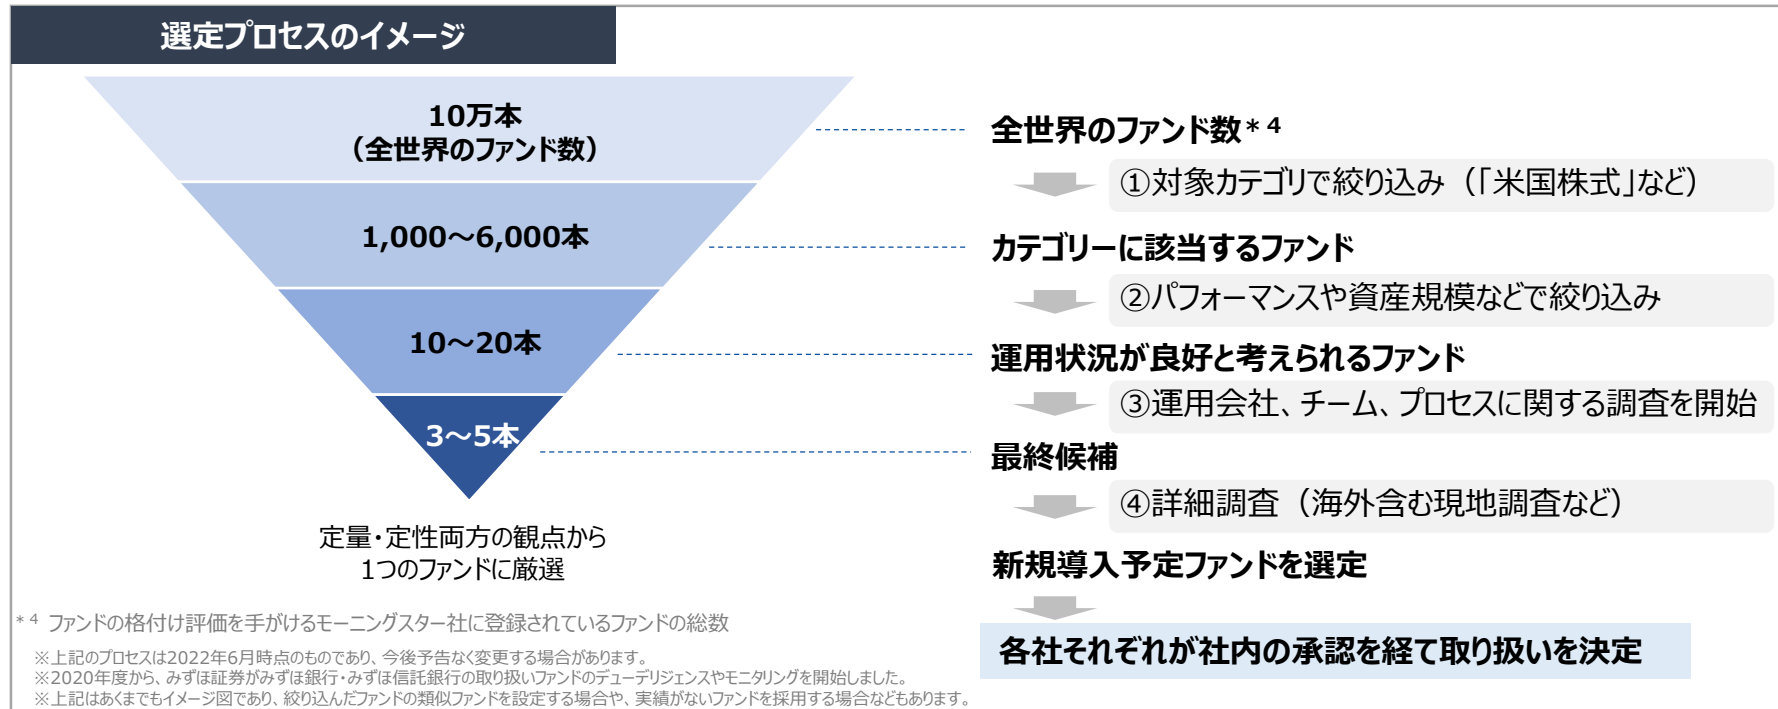 選定プロセスのイメージ
10万本
（全世界のファンド数）
1,000～6,000本
10～20本
3～5本
定量・定性両方の観点から
1つのファンドに厳選
全世界のファンド数＊4
①対象カテゴリで絞り込み（「米国株式」など）
カテゴリーに該当するファンド
②パフォーマンスや資産規模などで絞り込み
運用状況が良好と考えられるファンド
③運用会社、チーム、プロセスに関する調査を開始
最終候補
④詳細調査（海外含む現地調査など）
新規導入予定ファンドを選定
各社それぞれが社内の承認を経て取り扱いを決定
＊4 ファンドの格付け評価を手がけるモーニングスター社に登録されているファンドの総数
※上記のプロセスは2022年6月時点のものであり、今後予告なく変更する場合があります。
※2020年度から、みずほ証券がみずほ銀行・みずほ信託銀行の取り扱いファンドのデューデリジェンスやモニタリングを開始しました。
※上記はあくまでもイメージ図であり、絞り込んだファンドの類似ファンドを設定する場合や、実績がないファンドを採用する場合などもあります。